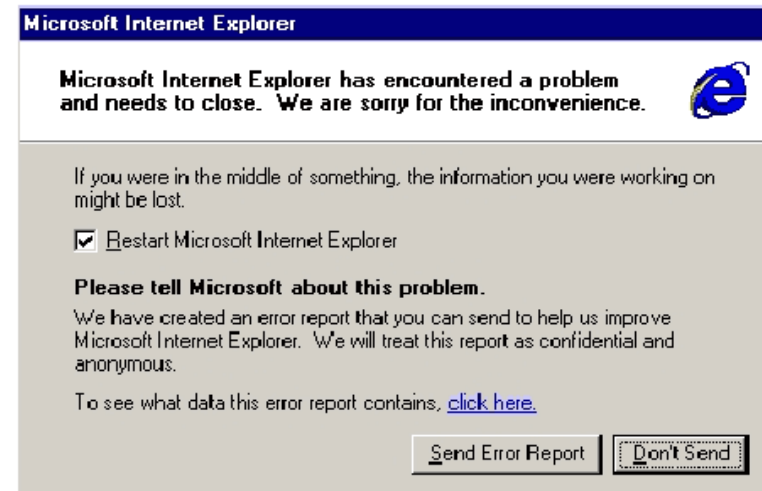 Microsoft Internet Explorer
Microsoft Internet Explorer has encountered a problem
and needs to close. We are sorry for the inconvenience.
If you were in the middle of something, the information you were working on
might be lost.
Restart Microsoft Internet Explorer
Please tell Microsoft about this problem.
We have created an error report that you can send to help us improve
Microsoft Internet Explorer. We will treat this report as confidential and
anonymous.
To see what data this error report contains, click here.
Send Error Report Don't Send